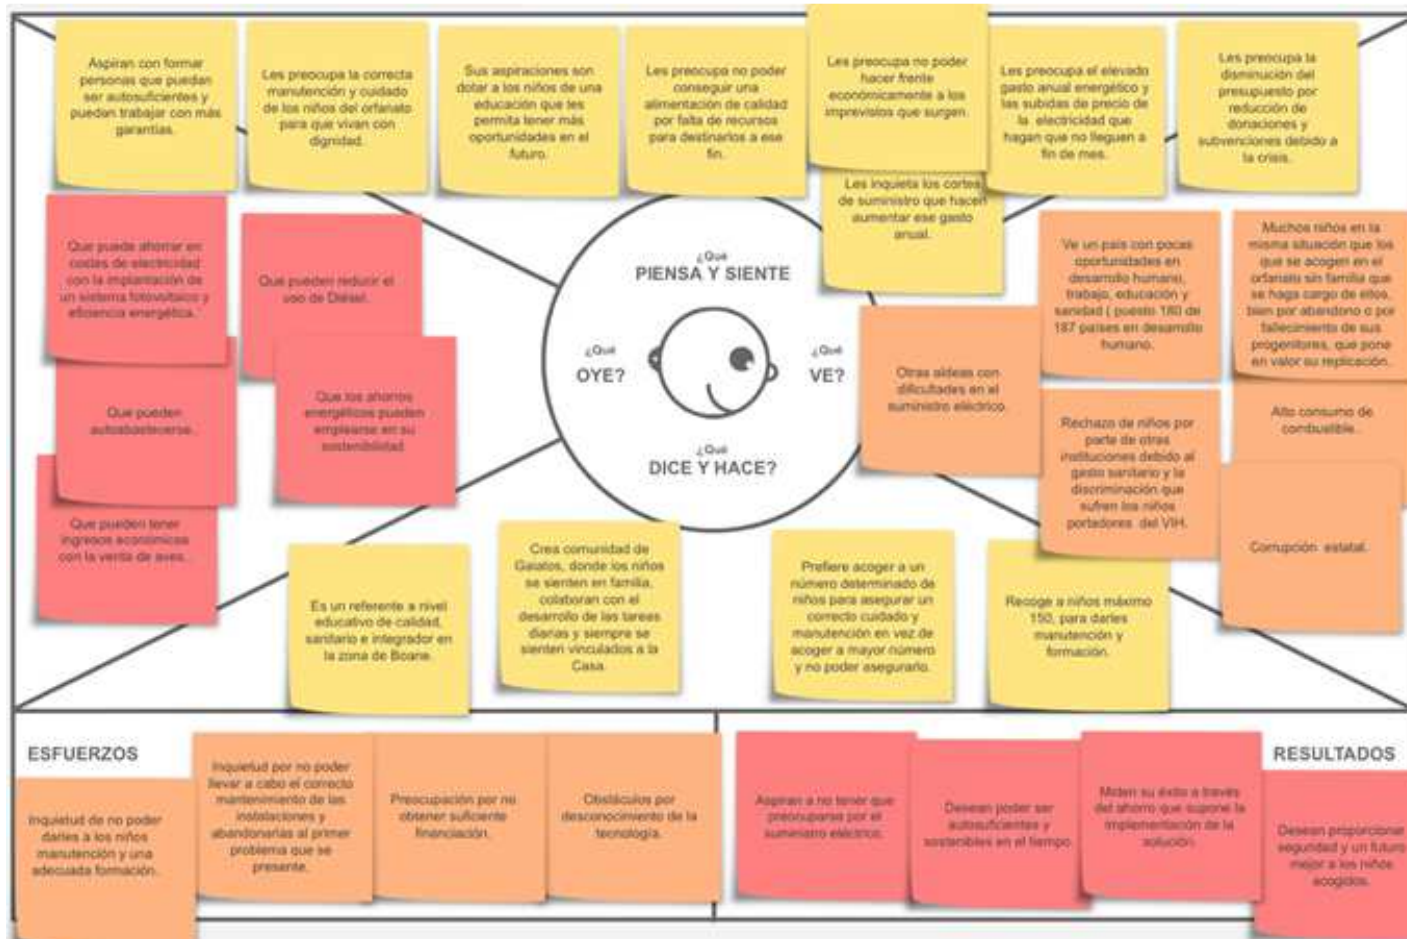 Aspiran con formar
personas que puedan
ser autosuficientes y
puedan trabajar con más
garantías.
Les preocupa la correcta
manutención y cuidado
de los niños del orfanato
para que vivan con
dignidad.
Sus aspiraciones son
dotar a los niños de una
educación que les
permita tener más
oportunidades en el
futuro.
Les preocupa no poder
conseguir una
alimentación de calidad
por falta de recursos
para destinarlos a ese
fin.
Les preocupa no poder
hacer frente
económicamente a los
imprevisios que surgen.
Les preocupa el elevado
gasto anual energético y
las subidas de precio de
la electricidad que
hagan que no lleguen a
fin de mes.
Les preocupa la
disminución del
presupuesto por
reducción de
donaciones y
subvenciones debido a
la crisis.
Les inquieta los cortes
de suministro que hacen
aumentar ese gasto
anual.
¿Qué
PIENSA Y SIENTE
¿Qué
OYE?
¿Qué
VE?
¿Qué
DICE Y HACE?
Que puede ahorrar en
costes de electricidad
con la implantación de
un sistema fotovoltaico y
eficiencia energética.
Que pueden reducir el
uso de Diésel.
Que pueden
autoabastecerse.
Que los ahorros
energéticos pueden
emplearse en su
sostenibilidad
Que pueden tener
ingresos económicos
con la venta de aves.
Ve un país con pocas
oportunidades en
desarrollo humano,
trabajo, educación y
sanidad ( puesto 180 de
187 países en desarrollo
humano.
Muchos niños en la
misma situación que los
que se acogen en el
orfanato sin familia que
se haga cargo de ellos,
bien por abandono o por
fallecimiento de sus
progenitores, que pone
en valor su replicación.
Otras aldeas con
dificultades en el
suministro eléctrico.
Rechazo de niños por
parte de otras
instituciones debido al
gasto sanitario y la
discriminación que
sufren los niños
portadores del VIH.
Alto consumo de
combustible.
Corrupción estatal.
Es un referente a nivel
educativo de calidad,
sanitario e integrador en
la zona de Boane.
Crea comunidad de
Gaiatos, donde los niños
se sienten en familia,
colaboran con el
desarrollo de las tareas
diarias y siempre se
sienten vinculados a la
Casa.
Prefiere acoger a un
número determinado de
niños para asegurar un
correcto cuidado y
manutención en vez de
acoger a mayor número
y no poder asegurarlo.
Recoge a niños máximo
150, para darles
manutención y
formación.
ESFUERZOS
Inquietud de no poder
darles a los niños
manutención y una
adecuada formación.
Inquietud por no poder
llevar a cabo el correcto
mantenimiento de las
instalaciones y
abandonarlas al primer
problema que se
presente.
Preocupación por no
obtener suficiente
financiación.
Obstáculos por
desconocimiento de la
tecnología.
RESULTADOS
Aspiran a no tener que
preocuparse por el
suministro eléctrico.
Desean poder ser
autosuficientes y
sostenibles en el tiempo
Miden su éxito a través
del ahorro que supone la
implementación de la
solución.
Desean proporcionar
seguridad y un futuro
mejor a los niños
acogidos.